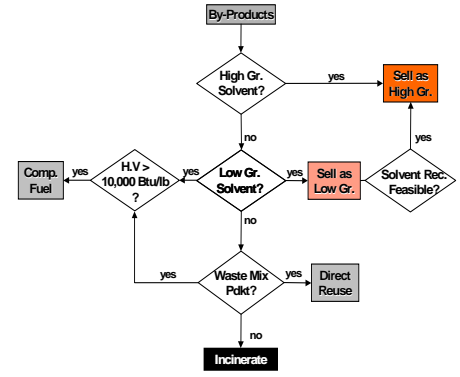 By-Products
High Gr.
Solvent?
yes
Sell as
High Gr.
no
yes
Comp.
Fuel
yes
H.V >
10,000 Btu/lb
?
yes
Low Gr.
Solvent?
yes
Sell as
Low Gr.
Solvent Rec.
Feasible?
no
yes
Waste Mix
Pdkt?
yes
Direct
Reuse
no
Incinerate